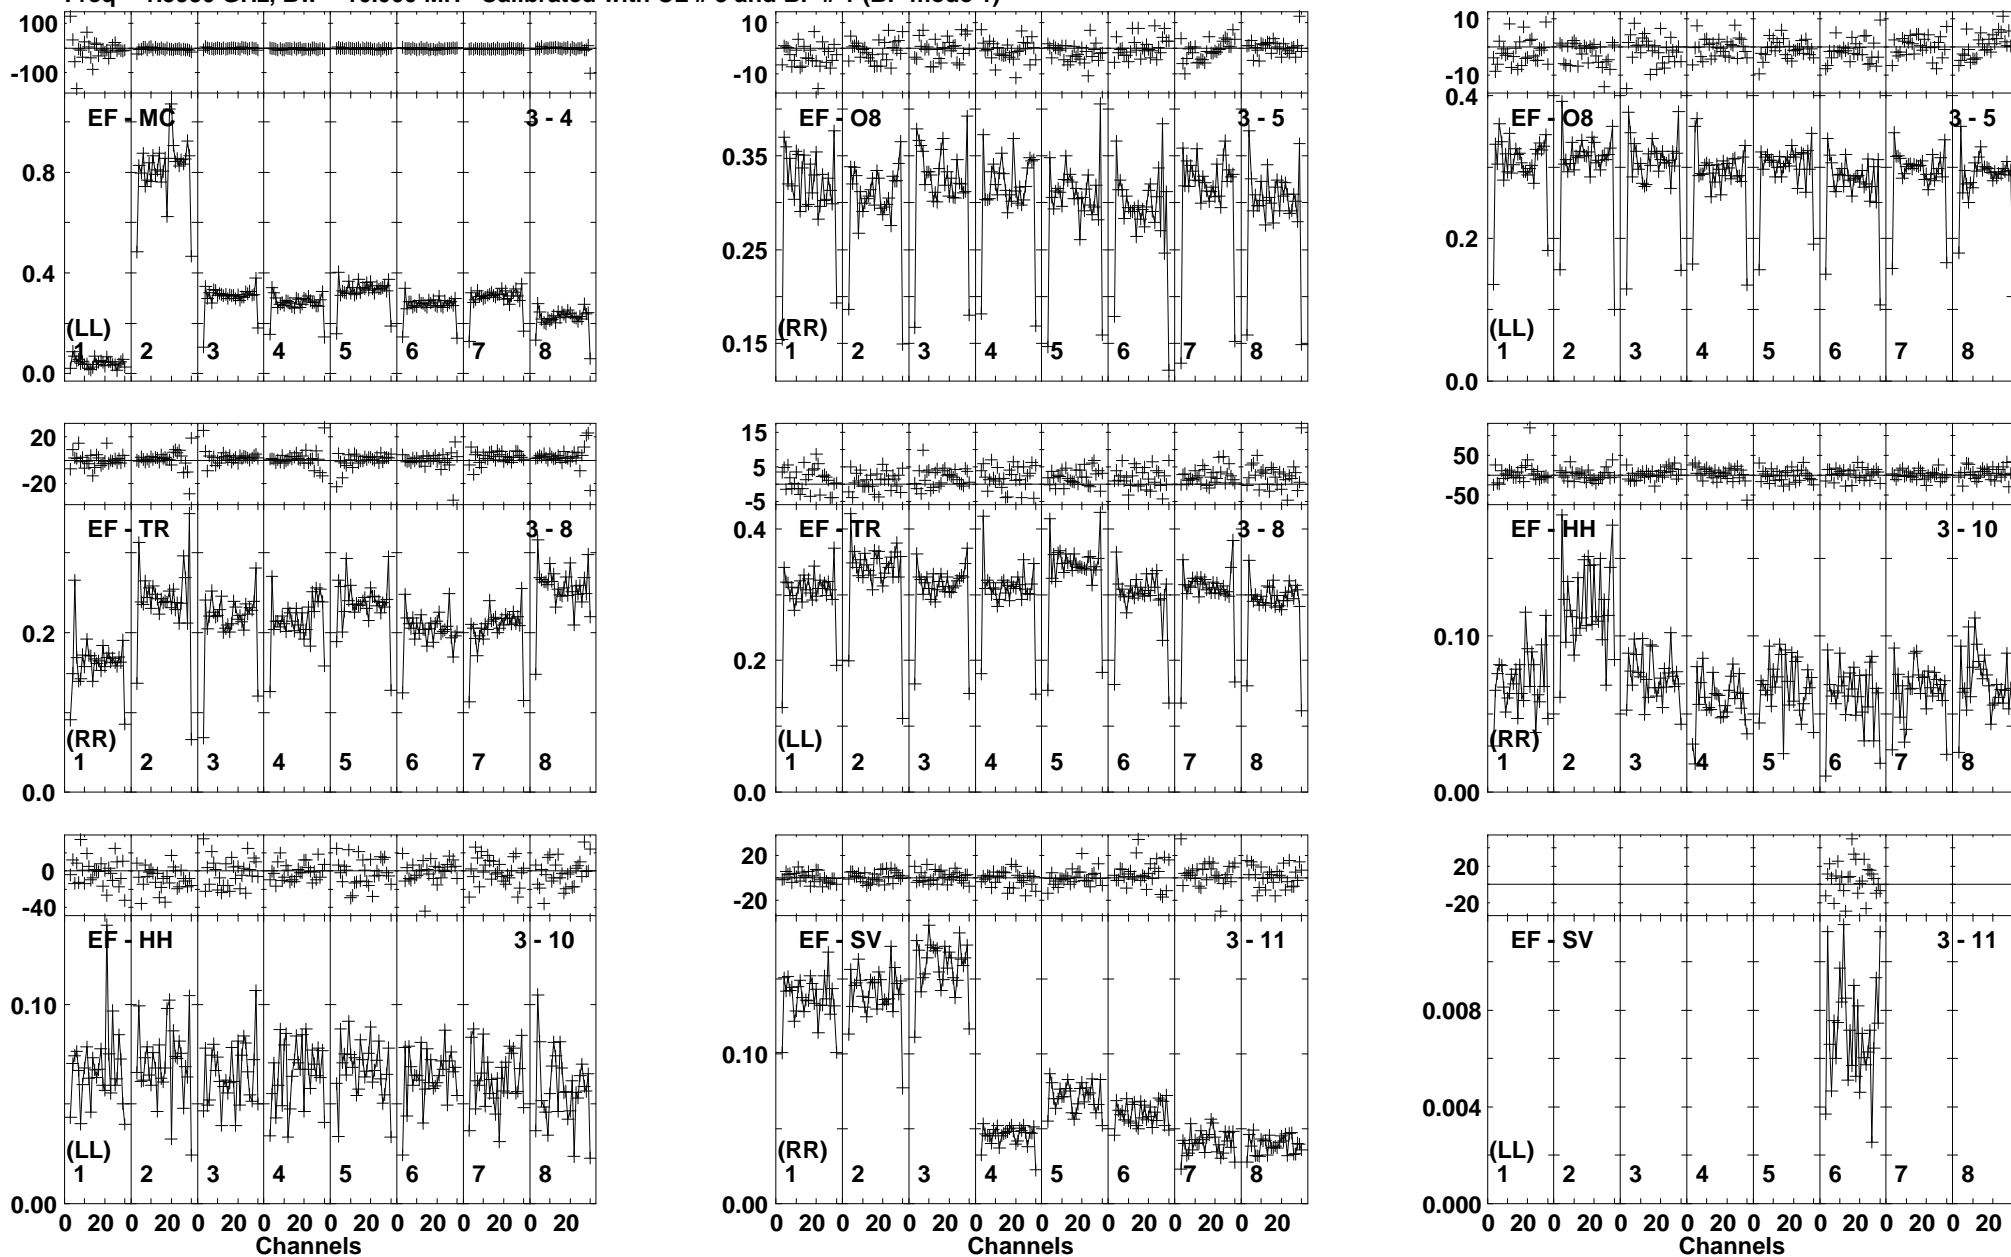 100
-100
EF - MC 3 - 4
0.8
0.4
0.0
(LL)
1 2 3 4 5 6 7 8
10
-10
EF - O8 3 - 5
0.35
0.25
0.15
(RR)
1 2 3 4 5 6 7 8
10
-10
0.4
EF - O8 3 - 5
0.2
0.0
(LL)
1 2 3 4 5 6 7 8
20
-20
EF - TR 3 - 8
0.2
0.0
(RR)
1 2 3 4 5 6 7 8
15
5
-5
EF - TR 3 - 8
0.4
0.2
0.0
(LL)
1 2 3 4 5 6 7 8
50
-50
EF - HH 3 - 10
0.10
0.00
(RR)
1 2 3 4 5 6 7 8
0
-40
EF - HH 3 - 10
0.10
0.00
(LL)
1 2 3 4 5 6 7 8
0 20 0 20 0 20 0 20 0 20 0 20 0 20 0 20
Channels
20
-20
EF - SV 3 - 11
0.10
0.00
(RR)
1 2 3 4 5 6 7 8
0 20 0 20 0 20 0 20 0 20 0 20 0 20 0 20
Channels
20
-20
EF - SV 3 - 11
0.008
0.004
0.000
(LL)
1 2 3 4 5 6 7 8
0 20 0 20 0 20 0 20 0 20 0 20 0 20 0 20
Channels